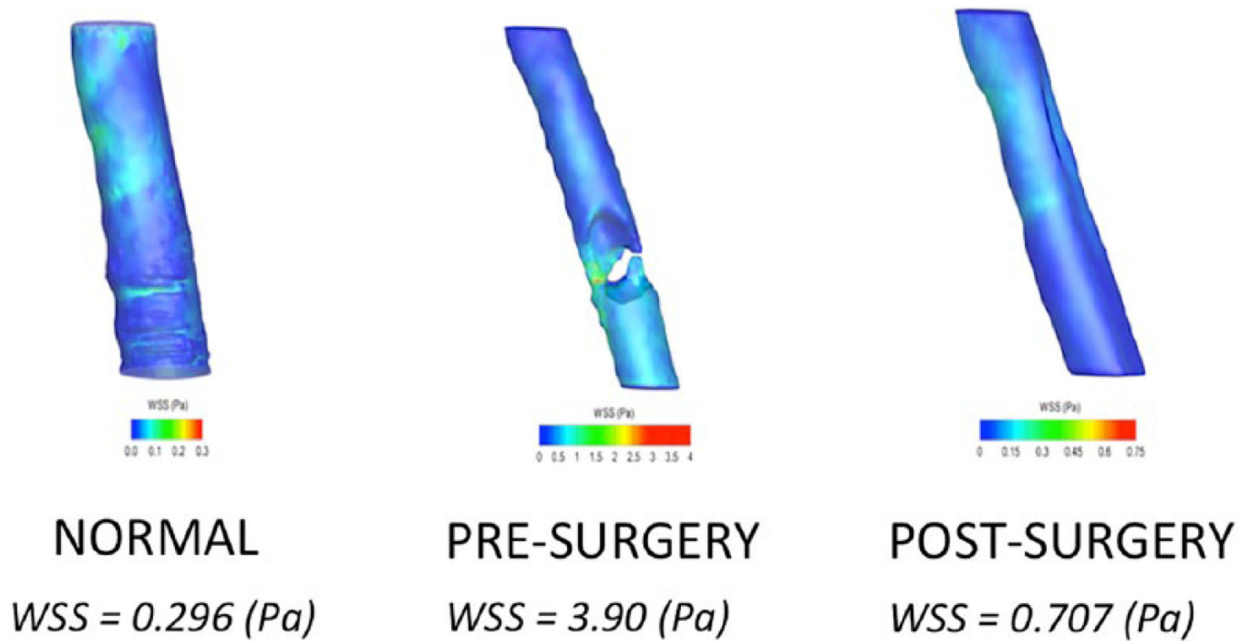 WSS (Pa)
0.0 0.1 0.2 0.3
WSS (Pa)
0 0.5 1 1.5 2 2.5 3 3.5 4
WSS (Pa)
0 0.15 0.3 0.45 0.6 0.75
NORMAL
PRE-SURGERY
POST-SURGERY
WSS = 0.296 (Pa)
WSS = 3.90 (Pa)
WSS = 0.707 (Pa)